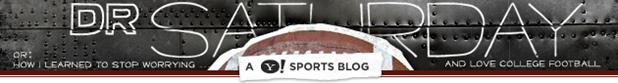 DR SATURDAY
OR:
HOW I LEARNED TO STOP WORRYING
AND LOVE COLLEGE FOOTBALL
A Y! SPORTS BLOG